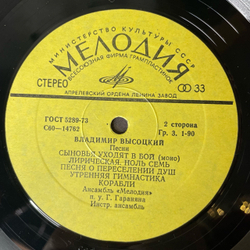 МИНИСТЕРСТВО КУЛЬТУРЫ СССР
МЕЛОДИЯ
ВСЕСОЮЗНАЯ ФИРМА ГРАМПЛАСТИНОК
СТЕРЕО
33
АПРЕЛЕВСКИЙ ОРДЕНА ЛЕНИНА ЗАВОД
ГОСТ 5289-73
2 сторона
С60—14762
Гр. 3. 1-90
ВЛАДИМИР ВЫСОЦКИЙ
Песни
СЫНОВЬЯ УХОДЯТ В БОЙ (моно)
ЛИРИЧЕСКАЯ. НОЛЬ СЕМЬ
ПЕСНЯ О ПЕРЕСЕЛЕНИИ ДУШ
УТРЕННЯЯ ГИМНАСТИКА
КОРАБЛИ
Ансамбль «Мелодия»
п. у. Г. Гараняна
Инстр. ансамбль